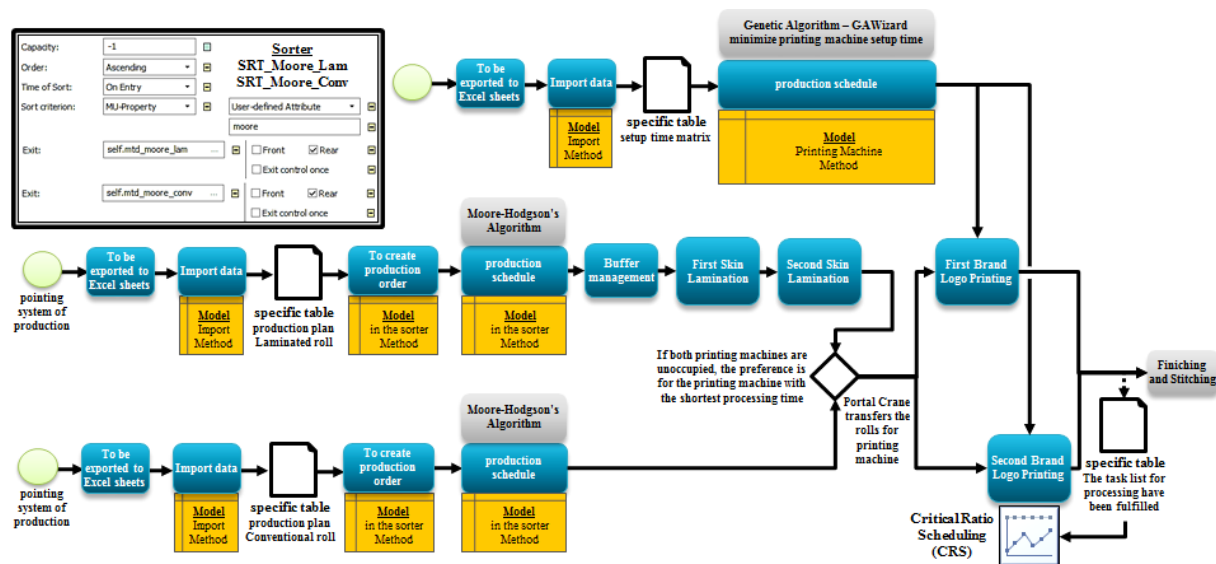 Capacity:
-1
Order:
Ascending
Time of Sort:
On Entry
Sort criterion:
MU-Property
User-defined Attribute
moore
Exit:
self.mtd_moore_lam
...
Front
Rear
Exit control once
Exit:
self.mtd_moore_conv
...
Front
Rear
Exit control once
Sorter
SRT_Moore_Lam
SRT_Moore_Conv
Genetic Algorithm – GAWizard
minimize printing machine setup time
To be
exported to
Excel sheets
Import data
Model
Import
Method
specific table
setup time matrix
production schedule
Model
Printing Machine
Method
pointing
system of
production
To be
exported to
Excel sheets
Import data
Model
Import
Method
specific table
production plan
Laminated roll
To create
production
order
Model
in the sorter
Method
Moore-Hodgson's
Algorithm
production
schedule
Model
in the sorter
Method
Buffer
management
First Skin
Lamination
Second Skin
Lamination
First Brand
Logo Printing
If both printing machines are
unoccupied, the preference is
for the printing machine with
the shortest processing time
Portal Crane
transfers the
rolls for
printing
machine
Finiching
and Stitching
pointing
system of
production
To be
exported to
Excel sheets
Import data
Model
Import
Method
specific table
production plan
Conventional roll
To create
production
order
Model
in the sorter
Method
Moore-Hodgson's
Algorithm
production
schedule
Model
in the sorter
Method
Second Brand
Logo Printing
specific table
The task list for
processing have
been fulfilled
Critical Ratio
Scheduling
(CRS)